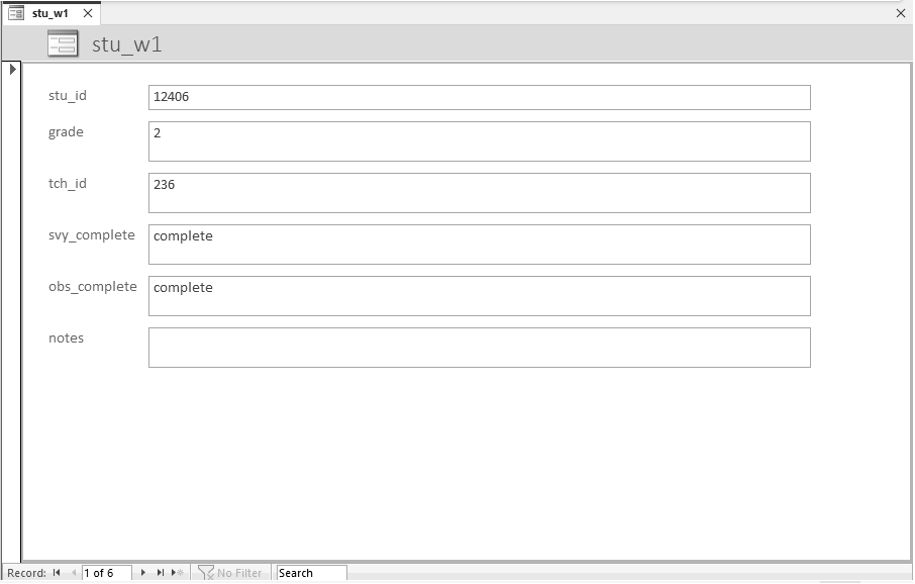 stu_w1
stu_w1
stu_id 12406
grade 2
tch_id 236
svy_complete complete
obs_complete complete
notes
Record: 1 of 6 No Filter Search